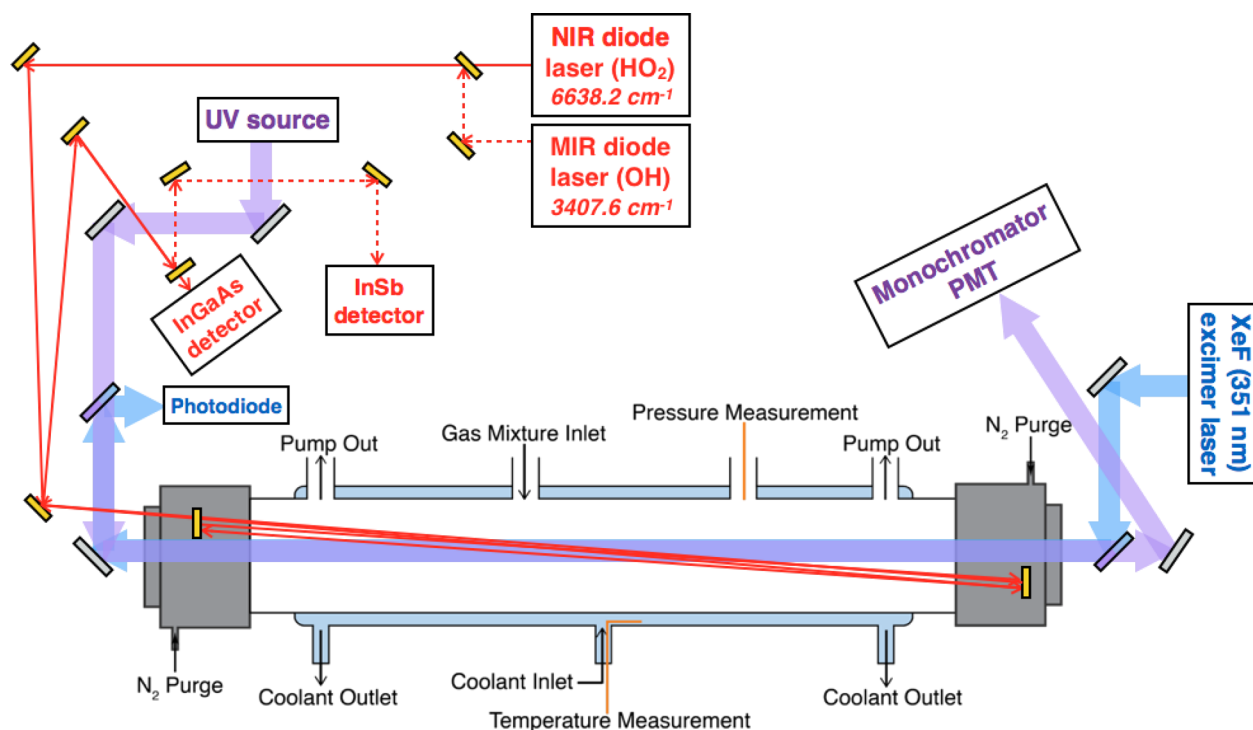 NIR diode
laser (HO₂)
6638.2 cm⁻¹
UV source
MIR diode
laser (OH)
3407.6 cm⁻¹
InGaAs
detector
InSb
detector
Monochromator
PMT
XeF (351 nm)
excimer laser
Photodiode
Pressure Measurement
Pump Out
Gas Mixture Inlet
Pump Out
N₂ Purge
N₂ Purge
Coolant Outlet
Coolant Inlet
Coolant Outlet
Temperature Measurement